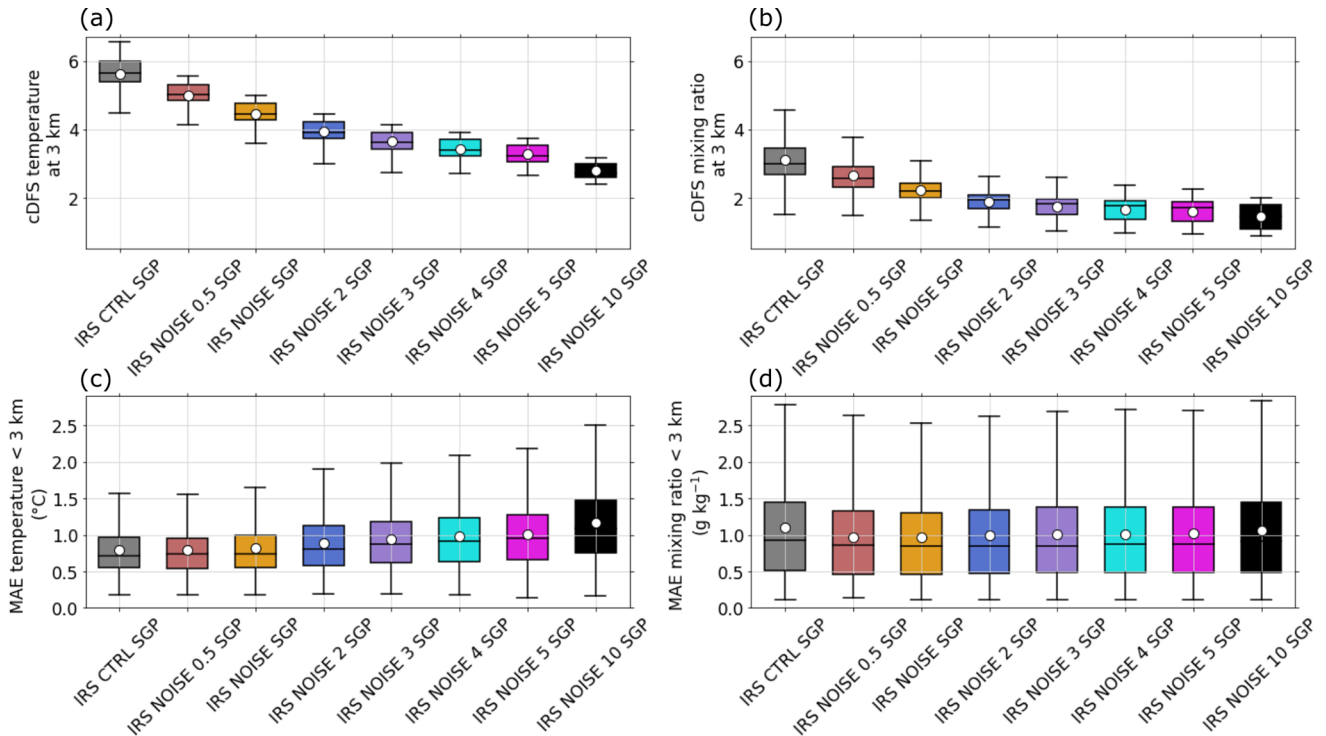 (a)
cDFS temperature
at 3 km
6
4
2
IRS CTRL SGP
IRS NOISE 0.5 SGP
IRS NOISE SGP
IRS NOISE 2 SGP
IRS NOISE 3 SGP
IRS NOISE 4 SGP
IRS NOISE 5 SGP
IRS NOISE 10 SGP
(b)
cDFS mixing ratio
at 3 km
6
4
2
IRS CTRL SGP
IRS NOISE 0.5 SGP
IRS NOISE SGP
IRS NOISE 2 SGP
IRS NOISE 3 SGP
IRS NOISE 4 SGP
IRS NOISE 5 SGP
IRS NOISE 10 SGP
(c)
MAE temperature < 3 km
(°C)
2.5
2.0
1.5
1.0
0.5
0.0
IRS CTRL SGP
IRS NOISE 0.5 SGP
IRS NOISE SGP
IRS NOISE 2 SGP
IRS NOISE 3 SGP
IRS NOISE 4 SGP
IRS NOISE 5 SGP
IRS NOISE 10 SGP
(d)
MAE mixing ratio < 3 km
(g kg⁻¹)
2.5
2.0
1.5
1.0
0.5
0.0
IRS CTRL SGP
IRS NOISE 0.5 SGP
IRS NOISE SGP
IRS NOISE 2 SGP
IRS NOISE 3 SGP
IRS NOISE 4 SGP
IRS NOISE 5 SGP
IRS NOISE 10 SGP